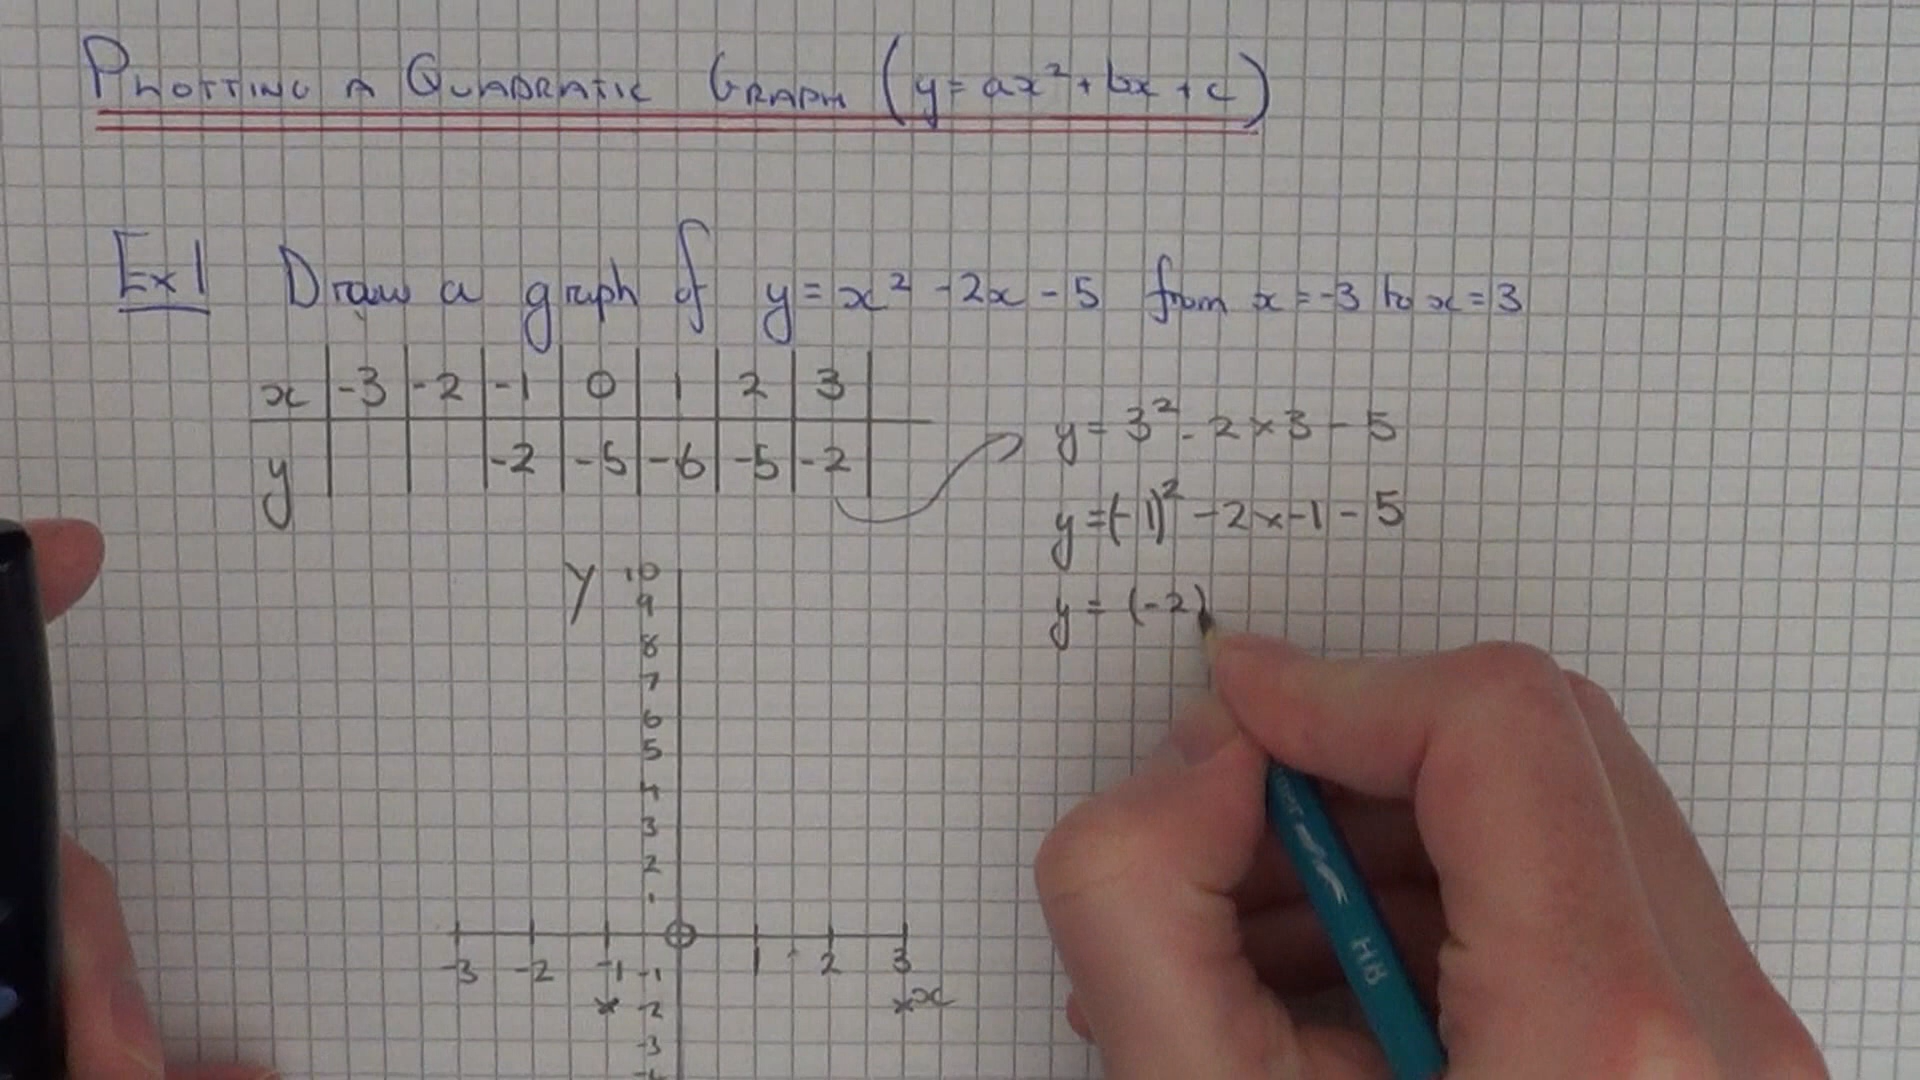 PLOTTING A QUADRATIC GRAPH (y = ax² + bx + c)
Ex 1 Draw a graph of y = x² - 2x - 5 from x = -3 to x = 3
x -3 -2 -1 0 1 2 3
y -2 -5 -6 -5 -2
y = 3² - 2 x 3 - 5
y = (-1)² - 2 x -1 - 5
y = (-2)
y 10
9
8
7
6
5
4
3
2
1
-3 -2 -1 1 2 3
-1
x
-2
-3
HB